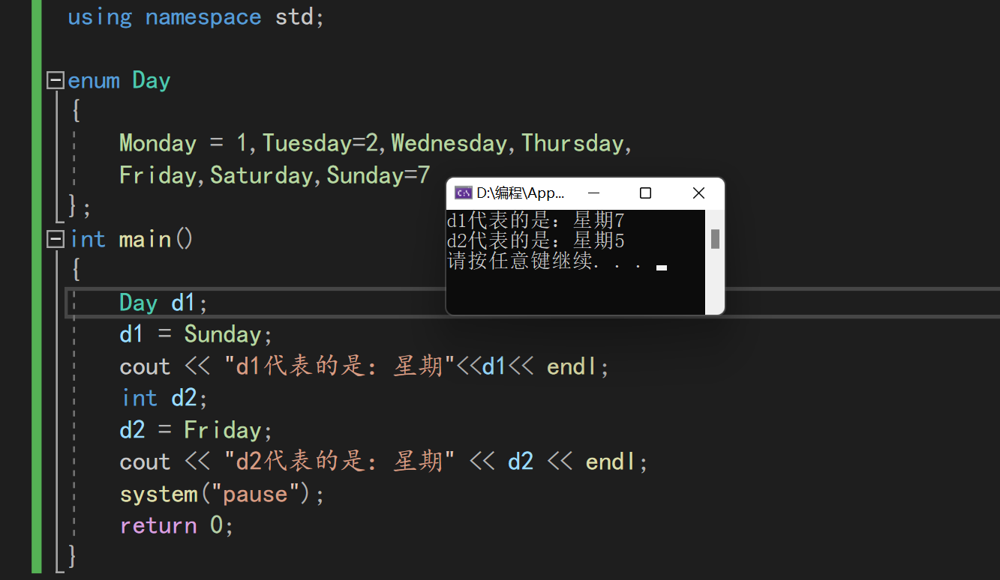 using namespace std;
enum Day
{
Monday = 1,Tuesday=2,Wednesday,Thursday,
Friday,Saturday,Sunday=7
};
int main()
{
Day d1;
d1 = Sunday;
cout << "d1代表的是：星期"<<d1<< endl;
int d2;
d2 = Friday;
cout << "d2代表的是：星期" << d2 << endl;
system("pause");
return 0;
}
C:\ D:\编程\App...
d1代表的是：星期7
d2代表的是：星期5
请按任意键继续. . .